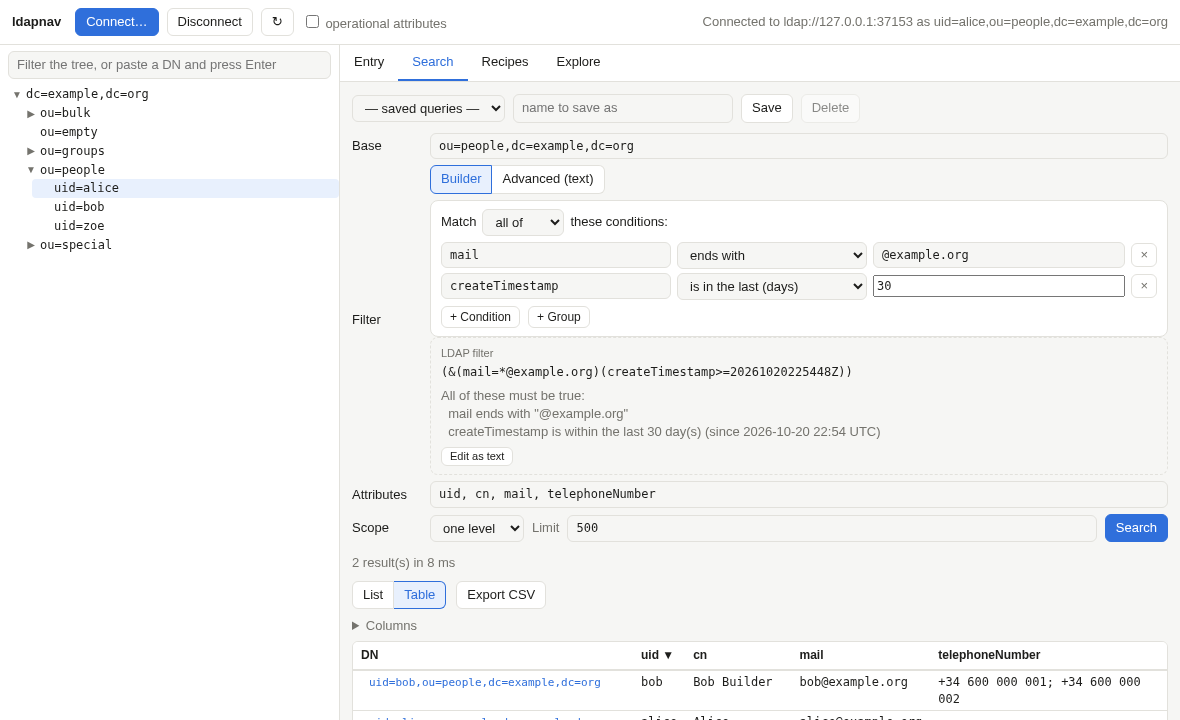 ldapnav Connect… Disconnect ↻ operational attributes Connected to ldap://127.0.0.1:37153 as uid=alice,ou=people,dc=example,dc=org
Filter the tree, or paste a DN and press Enter
▼ dc=example,dc=org
▶ ou=bulk
ou=empty
▶ ou=groups
▼ ou=people
uid=alice
uid=bob
uid=zoe
▶ ou=special
Entry Search Recipes Explore
— saved queries — name to save as Save Delete
Base ou=people,dc=example,dc=org
Builder Advanced (text)
Filter
Match all of these conditions:
mail ends with @example.org ×
createTimestamp is in the last (days) 30 ×
+ Condition + Group
LDAP filter
(&(mail=*@example.org)(createTimestamp>=20261020225448Z))
All of these must be true:
mail ends with "@example.org"
createTimestamp is within the last 30 day(s) (since 2026-10-20 22:54 UTC)
Edit as text
Attributes uid, cn, mail, telephoneNumber
Scope one level Limit 500 Search
2 result(s) in 8 ms
List Table Export CSV
▶ Columns
DN uid ▼ cn mail telephoneNumber
uid=bob,ou=people,dc=example,dc=org bob Bob Builder bob@example.org +34 600 000 001; +34 600 000
002